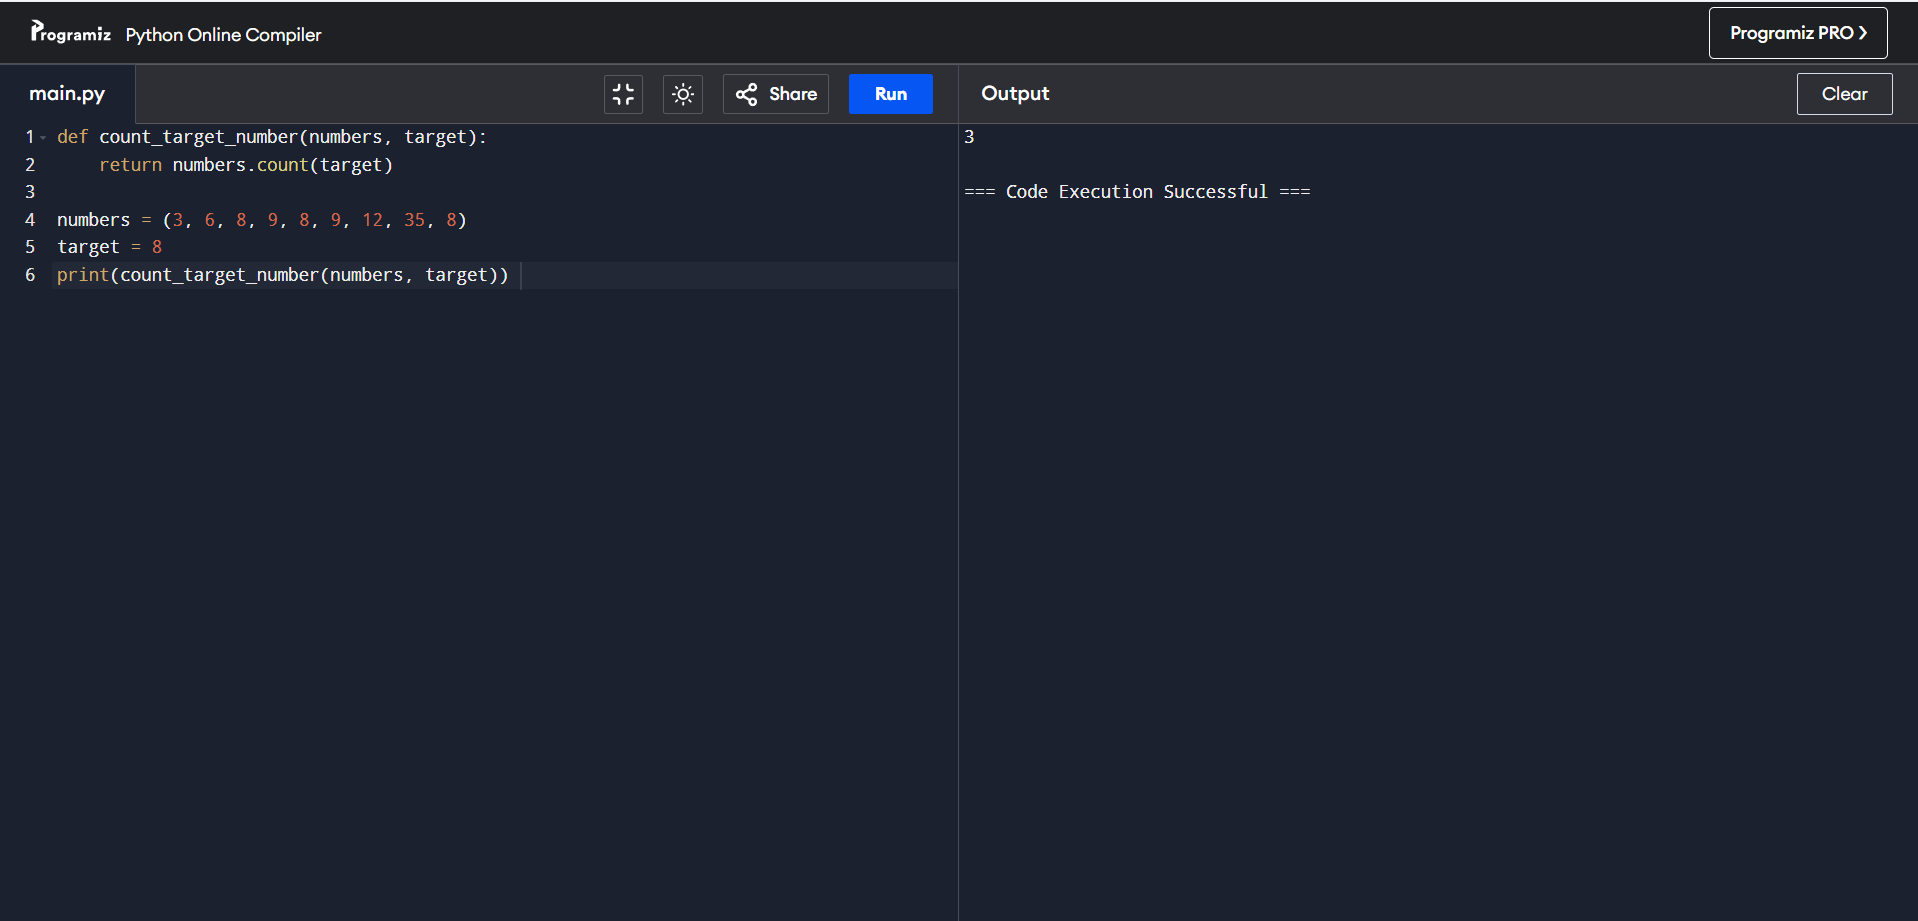 Programiz Python Online Compiler
Programiz PRO ❯
main.py
Share
Run
Output
Clear
1 def count_target_number(numbers, target):
2     return numbers.count(target)
3
4 numbers = (3, 6, 8, 9, 8, 9, 12, 35, 8)
5 target = 8
6 print(count_target_number(numbers, target))
3
=== Code Execution Successful ===